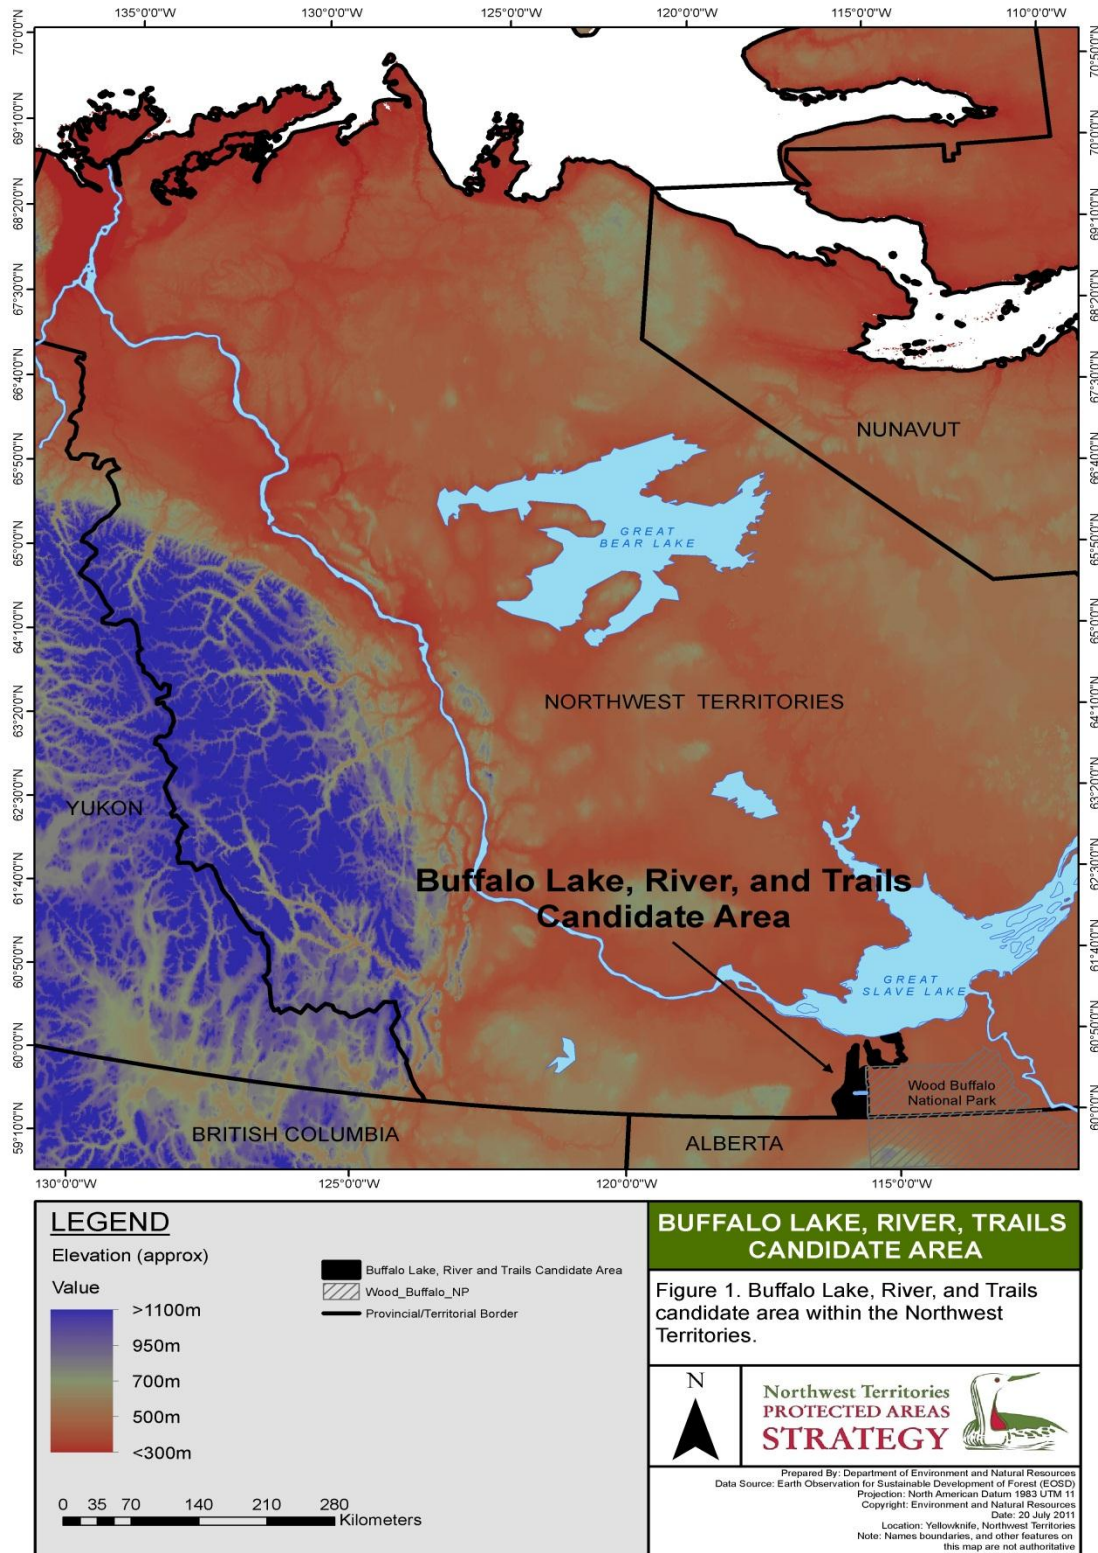 135°0'0"W 130°0'0"W 125°0'0"W 120°0'0"W 115°0'0"W 110°0'0"W
70°0'0"N
69°10'0"N
68°20'0"N
67°30'0"N
66°40'0"N
65°50'0"N
65°0'0"N
64°10'0"N
63°20'0"N
62°30'0"N
61°40'0"N
60°50'0"N
60°0'0"N
59°10'0"N
70°50'0"N
70°0'0"N
69°10'0"N
68°20'0"N
67°30'0"N
66°40'0"N
65°50'0"N
65°0'0"N
64°10'0"N
63°20'0"N
62°30'0"N
61°40'0"N
60°50'0"N
60°0'0"N
NUNAVUT
GREAT
BEAR LAKE
NORTHWEST TERRITORIES
YUKON
Buffalo Lake, River, and Trails
Candidate Area
GREAT
SLAVE LAKE
Wood Buffalo
National Park
BRITISH COLUMBIA
ALBERTA
130°0'0"W 125°0'0"W 120°0'0"W 115°0'0"W
LEGEND
Elevation (approx)
Value
>1100m
950m
700m
500m
<300m
Buffalo Lake, River and Trails Candidate Area
Wood_Buffalo_NP
Provincial/Territorial Border
0 35 70 140 210 280
Kilometers
BUFFALO LAKE, RIVER, TRAILS
CANDIDATE AREA
Figure 1. Buffalo Lake, River, and Trails
candidate area within the Northwest
Territories.
N
Northwest Territories
PROTECTED AREAS
STRATEGY
Prepared By: Department of Environment and Natural Resources
Data Source: Earth Observation for Sustainable Development of Forest (EOSD)
Projection: North American Datum 1983 UTM 11
Copyright: Environment and Natural Resources
Date: 20 July 2011
Location: Yellowknife, Northwest Territories
Note: Names boundaries, and other features on
this map are not authoritative